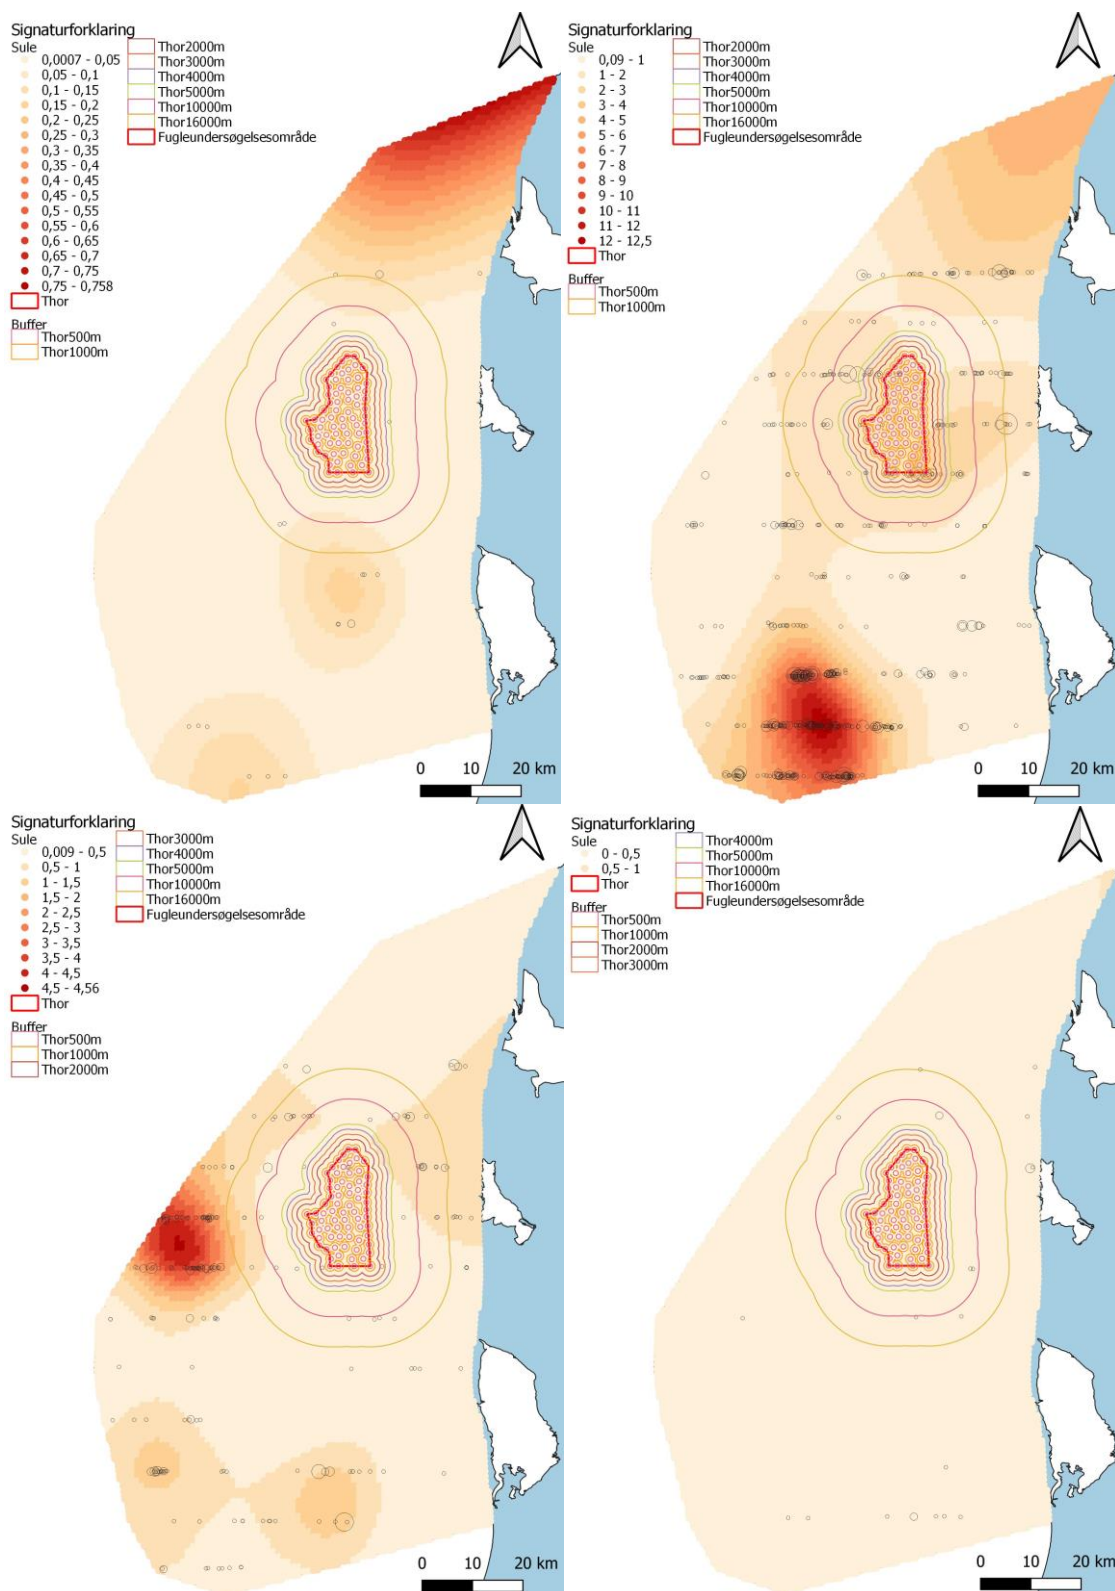 Signaturforklaring
Sule
0,0007 - 0,05
0,05 - 0,1
0,1 - 0,15
0,15 - 0,2
0,2 - 0,25
0,25 - 0,3
0,3 - 0,35
0,35 - 0,4
0,4 - 0,45
0,45 - 0,5
0,5 - 0,55
0,55 - 0,6
0,6 - 0,65
0,65 - 0,7
0,7 - 0,75
0,75 - 0,758
Thor
Buffer
Thor500m
Thor1000m
Thor2000m
Thor3000m
Thor4000m
Thor5000m
Thor10000m
Thor16000m
Fugleundersøgelsesområde
0 10 20 km
Signaturforklaring
Sule
0,09 - 1
1 - 2
2 - 3
3 - 4
4 - 5
5 - 6
6 - 7
7 - 8
8 - 9
9 - 10
10 - 11
11 - 12
12 - 12,5
Thor
Buffer
Thor500m
Thor1000m
Thor2000m
Thor3000m
Thor4000m
Thor5000m
Thor10000m
Thor16000m
Fugleundersøgelsesområde
0 10 20 km
Signaturforklaring
Sule
0,009 - 0,5
0,5 - 1
1 - 1,5
1,5 - 2
2 - 2,5
2,5 - 3
3 - 3,5
3,5 - 4
4 - 4,5
4,5 - 4,56
Thor
Buffer
Thor500m
Thor1000m
Thor2000m
Thor3000m
Thor4000m
Thor5000m
Thor10000m
Thor16000m
Fugleundersøgelsesområde
0 10 20 km
Signaturforklaring
Sule
0 - 0,5
0,5 - 1
Thor
Buffer
Thor500m
Thor1000m
Thor2000m
Thor3000m
Thor4000m
Thor5000m
Thor10000m
Thor16000m
Fugleundersøgelsesområde
0 10 20 km